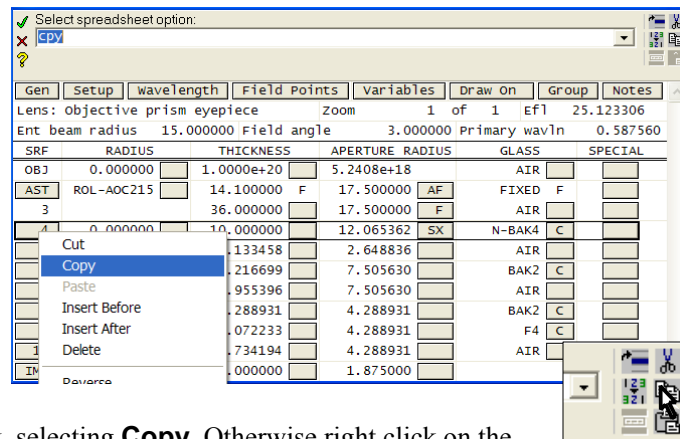 Select spreadsheet option:
cpy
Gen Setup Wavelength Field Points Variables Draw On Group Notes
Lens: Objective prism eyepiece Zoom 1 of 1 Efl 25.123306
Ent beam radius 15.000000 Field angle 3.000000 Primary wavln 0.587560
SRF RADIUS THICKNESS APERTURE RADIUS GLASS SPECIAL
OBJ 0.000000 1.0000e+20 5.2408e+18 AIR
AST ROL-AOC215 14.100000 F 17.500000 AF FIXED F
3 36.000000 17.500000 F AIR
4 0.000000 10.000000 12.065362 SX N-BAK4 C
Cut .133458 2.648836 AIR
Copy .216699 7.505630 BAK2 C
Paste .955396 7.505630 AIR
Insert Before .288931 4.288931 BAK2 C
Insert After .072233 4.288931 F4 C
Delete .734194 4.288931 AIR
IM .000000 1.875000
Reverse
selecting Copy. Otherwise right click on the